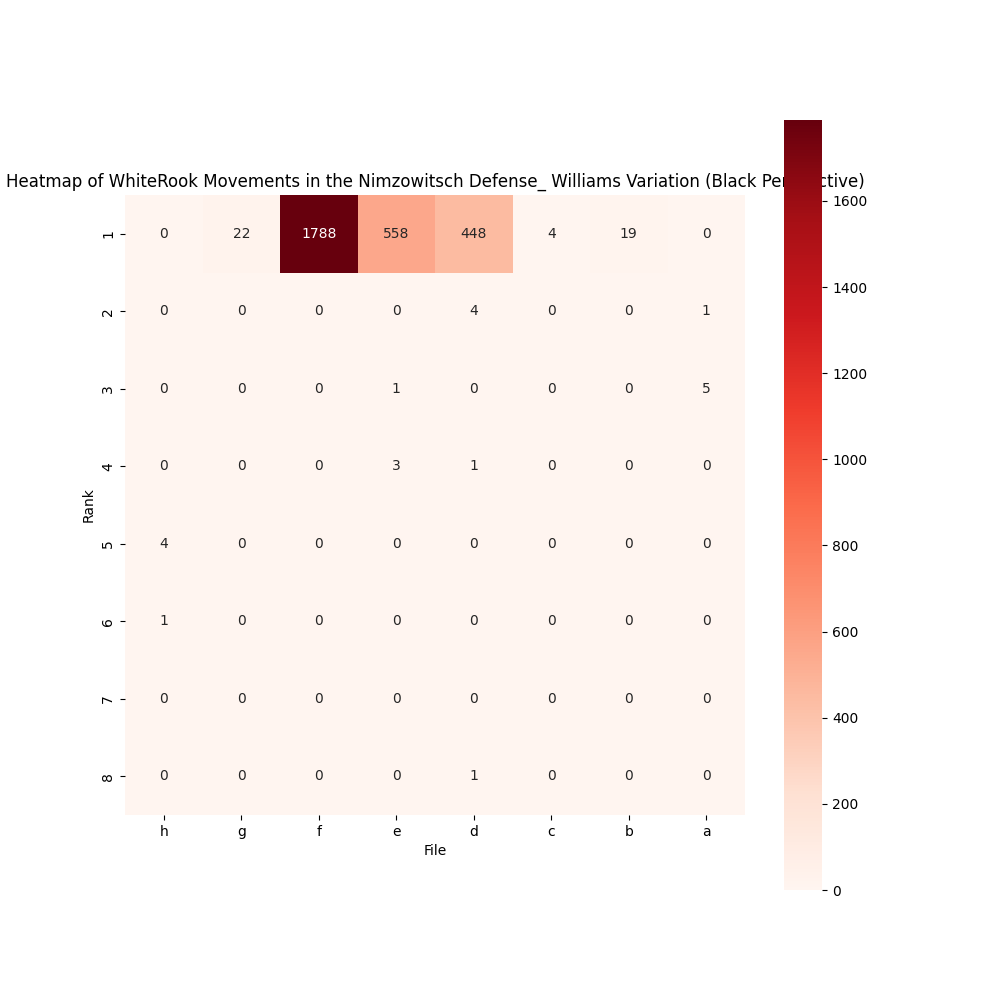 Heatmap of WhiteRook Movements in the Nimzowitsch Defense_ Williams Variation (Black Pe ctive)
1600
1 0 22 1788 558 448 4 19 0
1400
2 0 0 0 0 4 0 0 1
1200
3 0 0 0 1 0 0 0 5
1000
4 0 0 0 3 1 0 0 0
Rank
800
5 4 0 0 0 0 0 0 0
600
6 1 0 0 0 0 0 0 0
400
7 0 0 0 0 0 0 0 0
8 0 0 0 0 1 0 0 0
200
h g f e d c b a
File
0